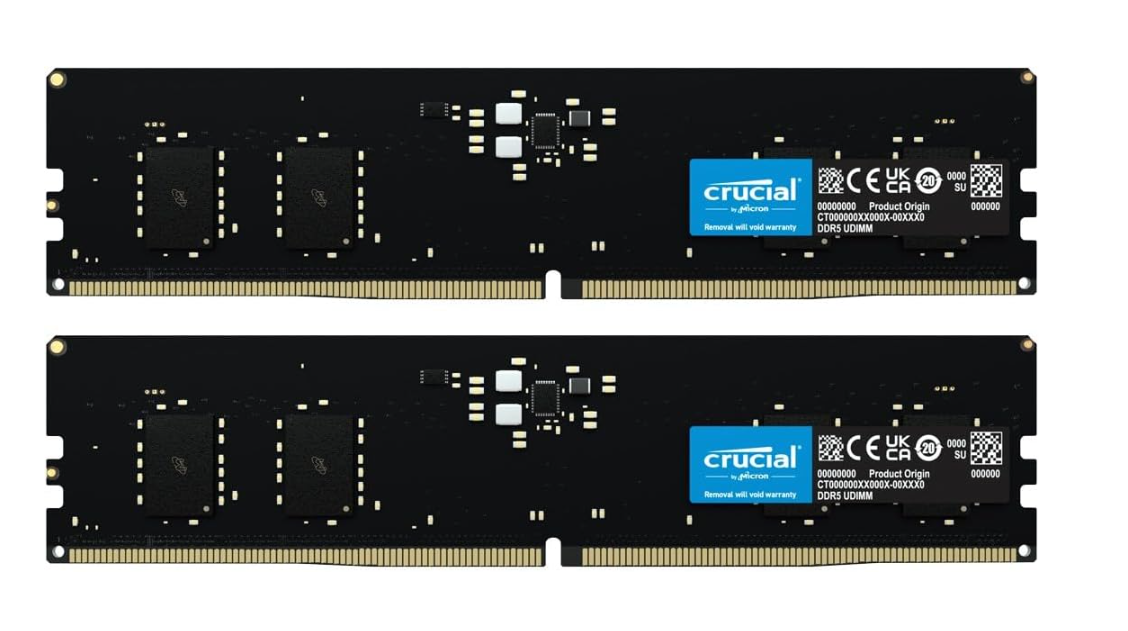 crucial
by Micron
Removal will void warranty
CE UK CA 20 0000 SU
00000000 Product Origin 000000
CT000000XX000X-00XXX0
DDR5 UDIMM
crucial
by Micron
Removal will void warranty
CE UK CA 20 0000 SU
00000000 Product Origin 000000
CT000000XX000X-00XXX0
DDR5 UDIMM